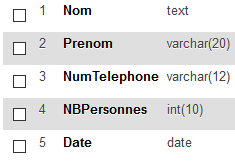 1 Nom text
2 Prenom varchar(20)
3 NumTelephone varchar(12)
4 NBPersonnes int(10)
5 Date date